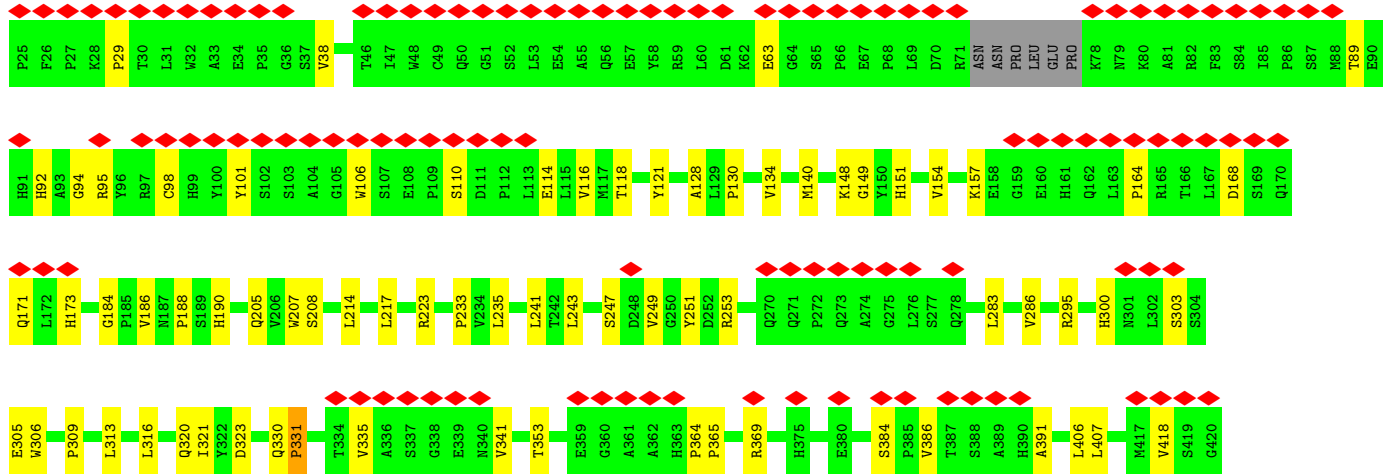 P25 F26 P27 K28 P29 T30 L31 W32 A33 E34 P35 G36 S37 V38 T46 I47 W48 C49 Q50 G51 S52 L53 E54 A55 Q56 E57 Y58 R59 L60 D61 K62 E63 G64 S65 P66 E67 P68 L69 D70 R71 ASN ASN PRO LEU GLU PRO K78 N79 K80 A81 R82 F83 S84 I85 P86 S87 M88 T89 E90
H91 H92 A93 G94 R95 Y96 R97 C98 H99 Y100 Y101 S102 S103 A104 G105 W106 S107 E108 P109 S110 D111 P112 L113 E114 L115 V116 M117 T118 Y121 A128 L129 P130 V134 M140 K148 G149 Y150 H151 V154 K157 E158 G159 E160 H161 Q162 L163 P164 R165 T166 L167 D168 S169 Q170
Q171 L172 H173 G184 P185 V186 N187 P188 S189 H190 Q205 V206 W207 S208 L214 L217 R223 P233 V234 L235 L241 T242 L243 S247 D248 V249 G250 Y251 D252 R253 Q270 Q271 P272 Q273 A274 G275 L276 S277 Q278 L283 V286 R295 H300 N301 L302 S303 S304
E305 W306 P309 L313 L316 Q320 I321 Y322 D323 Q330 P331 T334 V335 A336 S337 G338 E339 N340 V341 T353 E359 G360 A361 A362 H363 P364 P365 R369 H375 E380 S384 P385 V386 T387 S388 A389 H390 A391 L406 L407 M417 V418 S419 G420